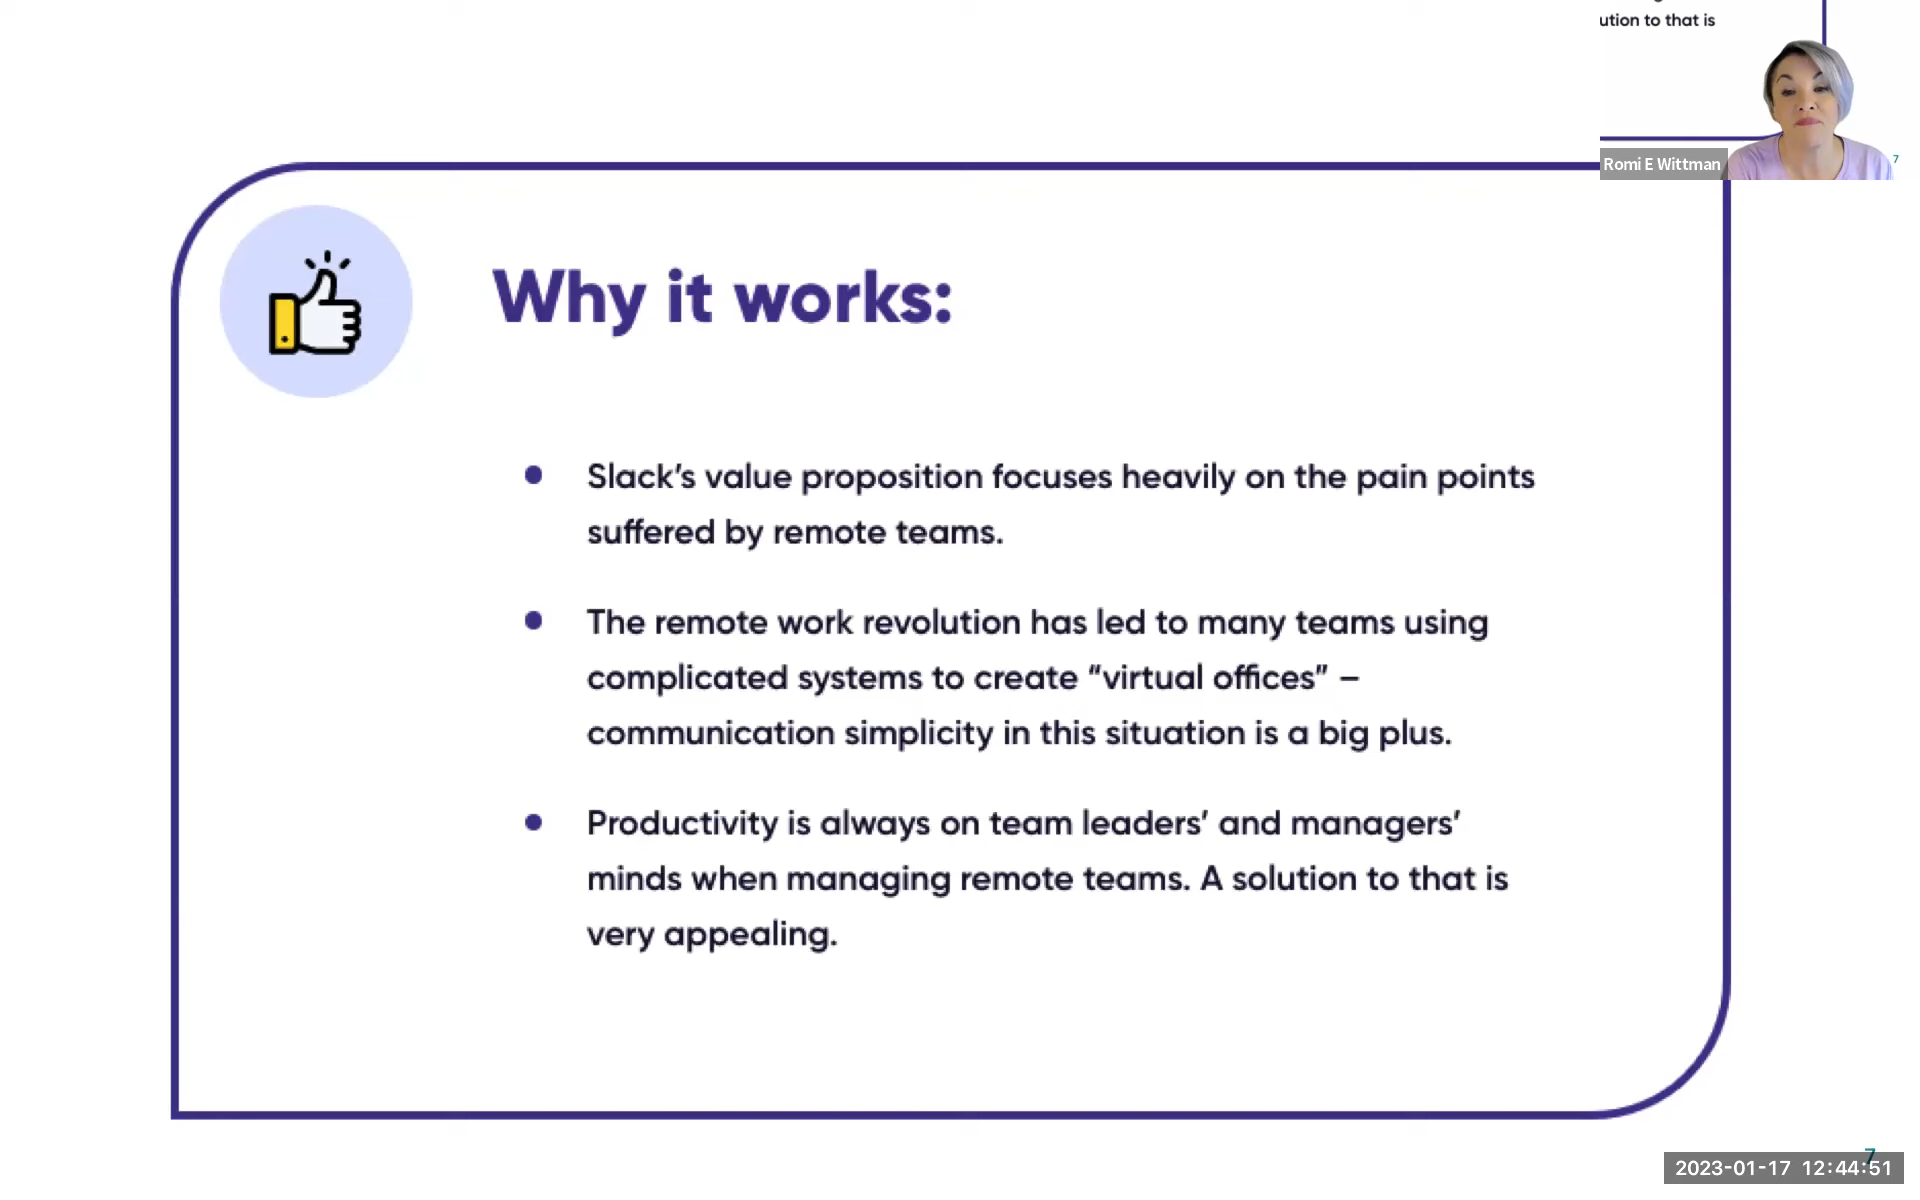 ution to that is
Romi E Wittman
7
Why it works:
Slack’s value proposition focuses heavily on the pain points
suffered by remote teams.
The remote work revolution has led to many teams using
complicated systems to create “virtual offices” –
communication simplicity in this situation is a big plus.
Productivity is always on team leaders’ and managers’
minds when managing remote teams. A solution to that is
very appealing.
7
2023-01-17 12:44:51